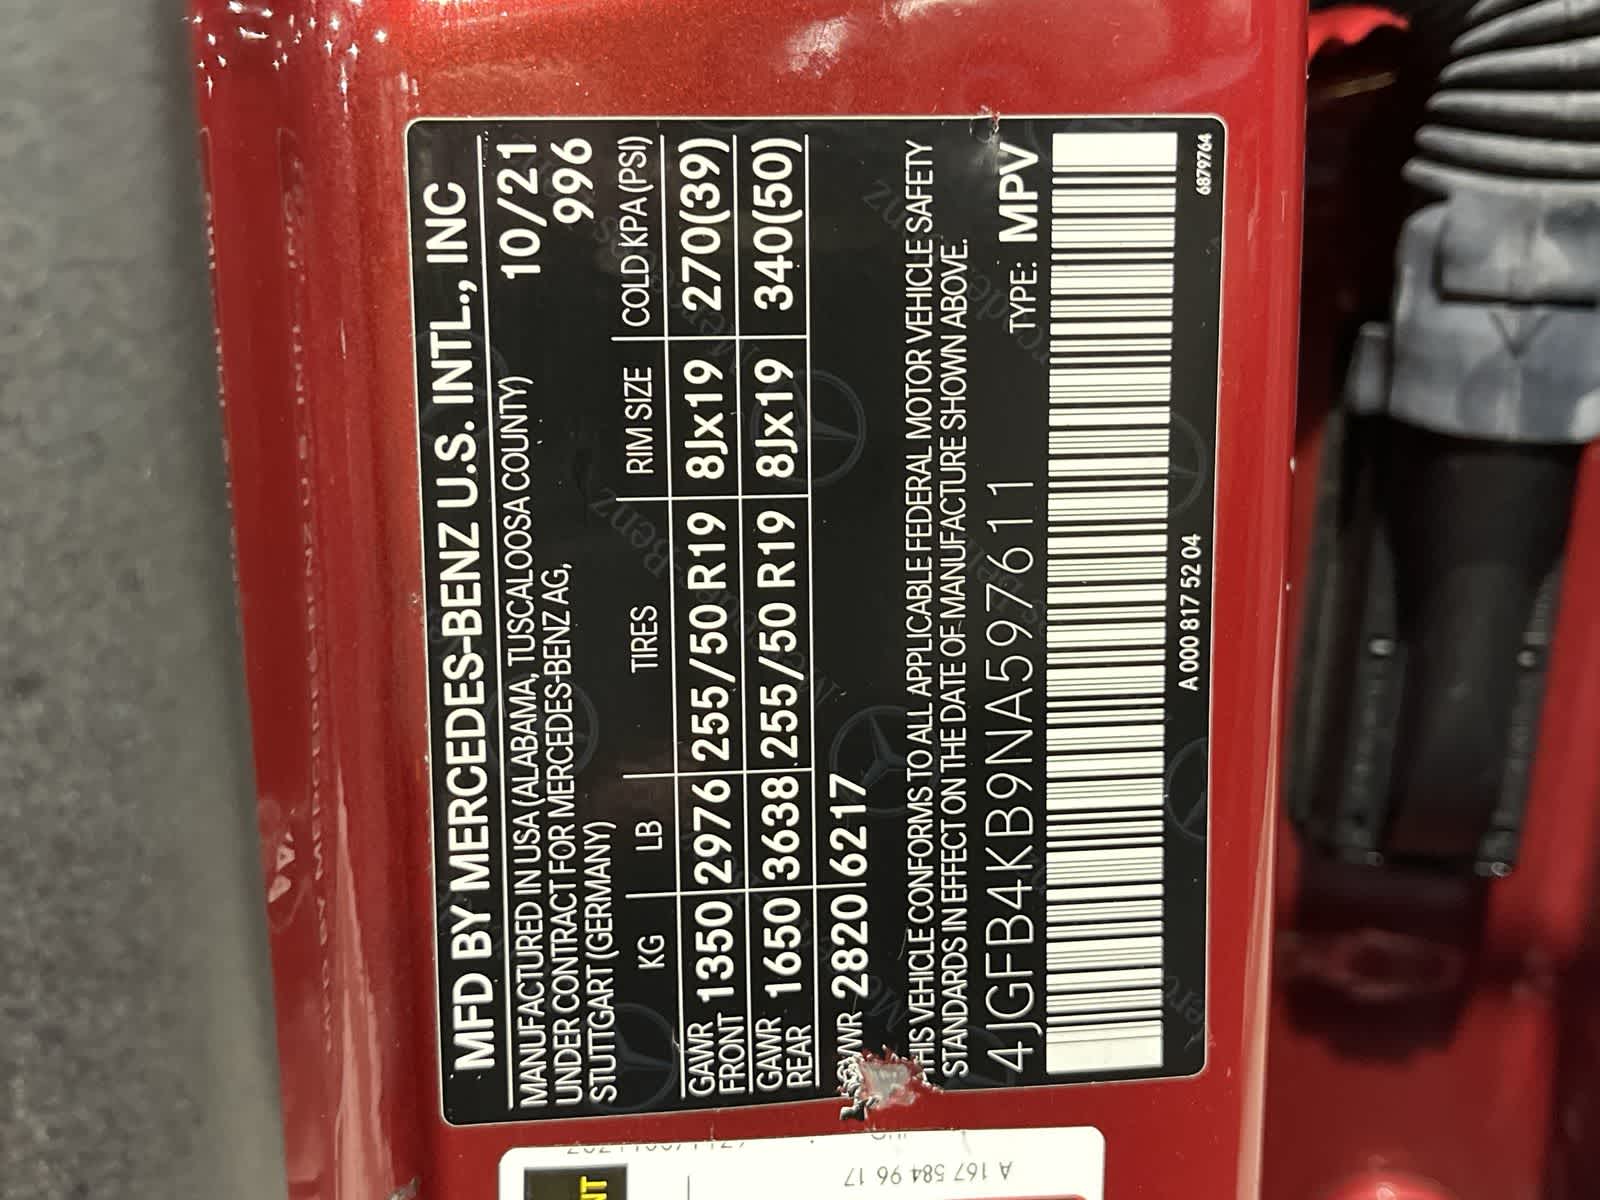 MFD BY MERCEDES-BENZ U.S. INTL., INC
MANUFACTURED IN USA (ALABAMA, TUSCALOOSA COUNTY) 10/21
UNDER CONTRACT FOR MERCEDES-BENZ AG, 996
STUTTGART (GERMANY)
KG LB TIRES RIM SIZE COLD KPA (PSI)
GAWR FRONT 1350 2976 255/50 R19 8Jx19 270(39)
GAWR REAR 1650 3638 255/50 R19 8Jx19 340(50)
2820 6217
THIS VEHICLE CONFORMS TO ALL APPLICABLE FEDERAL MOTOR VEHICLE SAFETY
STANDARDS IN EFFECT ON THE DATE OF MANUFACTURE SHOWN ABOVE.
4JGFB4KB9NA597611 TYPE: MPV
A 000 817 52 04 6879764
A 167 584 96 17